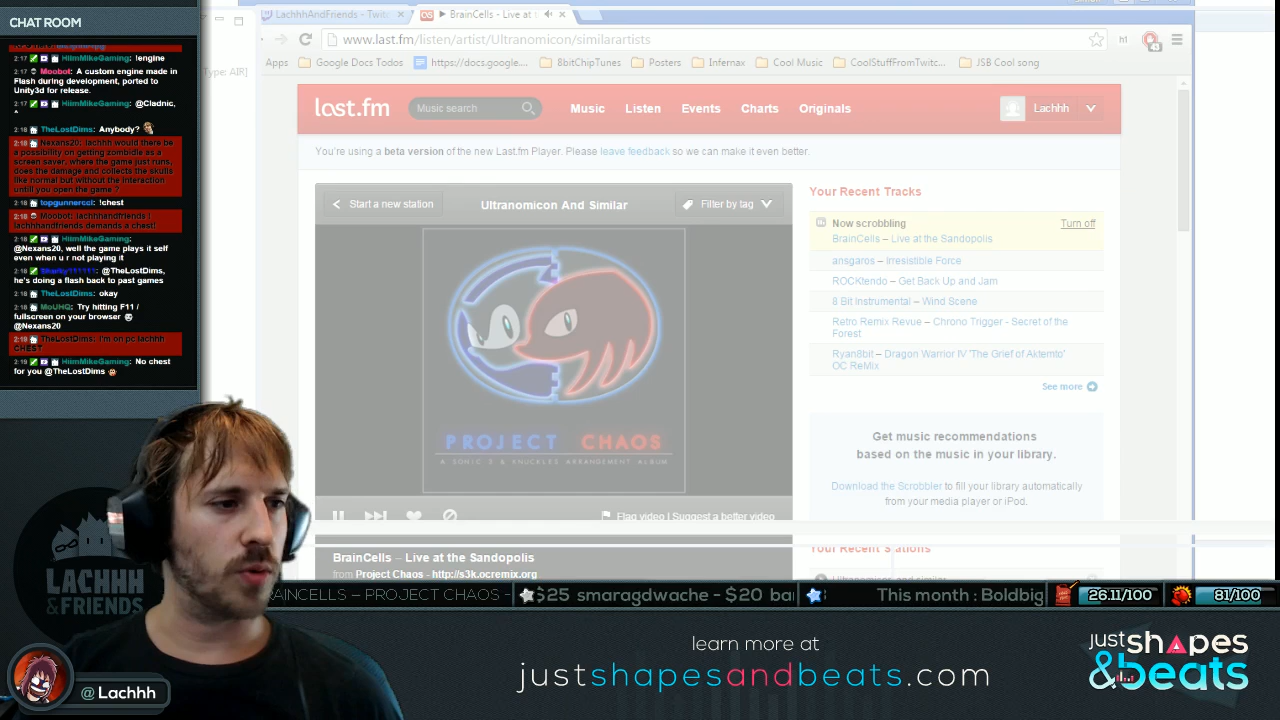 CHAT ROOM
2:17 HiimMikeGaming: !engine
2:17 Moobot: A custom engine made in
Flash during development, ported to
Unity3d for release.
2:17 HiimMikeGaming: @Cladnic,
^
2:18 TheLostDims: Anybody?
2:18 Nexans20: lachhh would there be
a possibility on getting zombidle as a
screen saver. where the game just runs,
does the damage and collects the skulls
like normal but without the interaction
untill you open the game ?
2:18 topgunnercct: !chest
2:18 Moobot: lachhhandfriends !
lachhhandfriends demands a chest!
2:18 HiimMikeGaming:
@Nexans20, well the game plays it self
even when u r not playing it
@TheLostDims,
he's doing a flash back to past games
2:18 TheLostDims: okay
2:18 MoUHQ: Try hitting F11 /
fullscreen on your browser
@Nexans20
2:19 TheLostDims: I'm on pc lachhh
CHEST
2:19 HiimMikeGaming: No chest
for you @TheLostDims
Type: AIR]
LachhhAndFriends - Twit
BrainCells - Live at
www.last.fm/listen/artist/Ultranomicon/similarartists
h1
Apps
Google Docs Todos
https://docs.google....
8bitChipTunes
Posters
Infernax
Cool Music
CoolStuffFromTwitc...
JSB Cool song
last.fm
Music search
Music
Listen
Events
Charts
Originals
Lachhh
You're using a beta version of the new Last.fm Player. Please leave feedback so we can make it even better.
Start a new station
Ultranomicon And Similar
Filter by tag
PROJECT CHAOS
A SONIC 3 & KNUCKLES ARRANGEMENT ALBUM
Flag video | Suggest a better video
BrainCells – Live at the Sandopolis
from Project Chaos - http://s3k.ocremix.org
Your Recent Tracks
Now scrobbling
Turn off
BrainCells – Live at the Sandopolis
ansgaros – Irresistible Force
ROCKtendo – Get Back Up and Jam
8 Bit Instrumental – Wind Scene
Retro Remix Revue – Chrono Trigger - Secret of the
Forest
Ryan8bit – Dragon Warrior IV 'The Grief of Aktemto'
OC ReMix
See more
Get music recommendations
based on the music in your library.
Download the Scrobbler to fill your library automatically
from your media player or iPod.
Your Recent Stations
LACHHH
& FRIENDS
RAINCELLS – PROJECT CHAOS -
$25 smaragdwache - $20 bar
This month : Boldbig
26.11/100
81/100
@ Lachhh
learn more at
justshapesandbeats.com
just
shapes
&beats